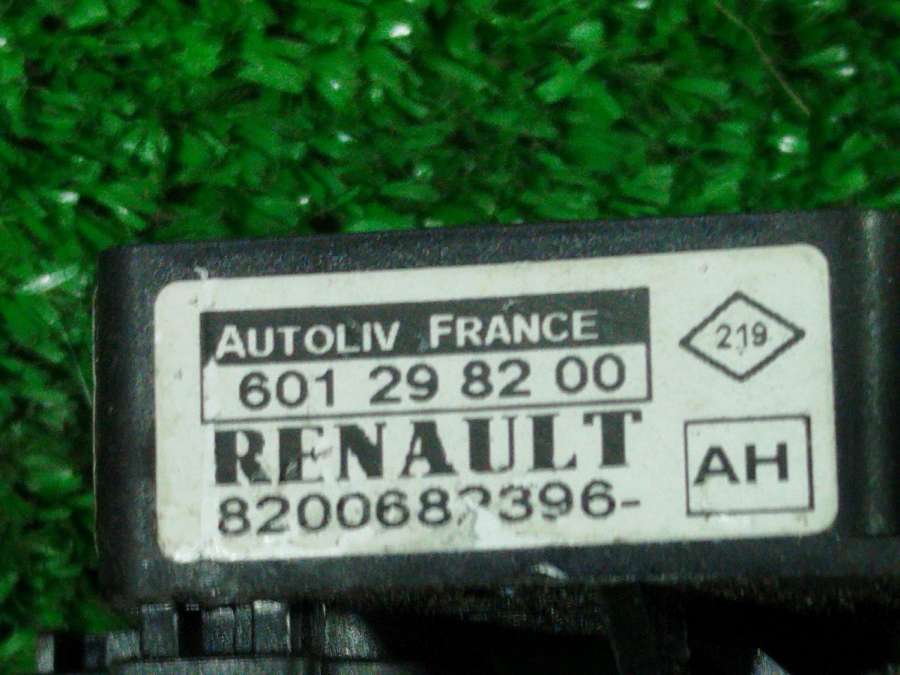 AUTOLIV FRANCE
601 29 82 00
RENAULT
8200682396-
219
AH